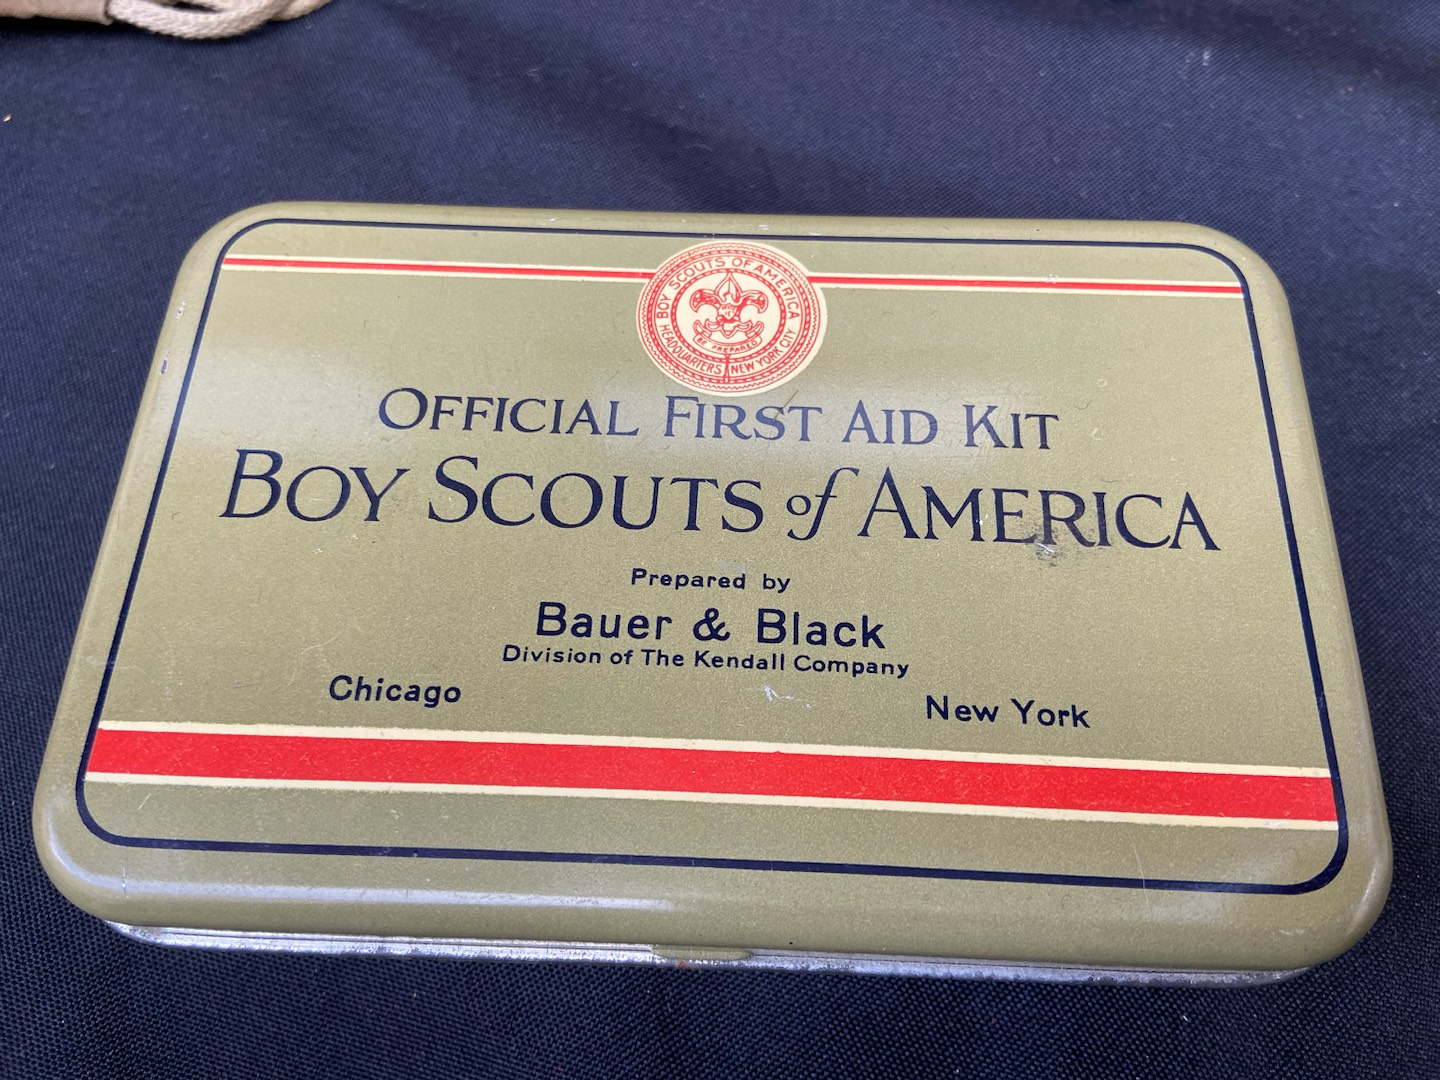 BOY SCOUTS OF AMERICA
BE PREPARED
HEADQUARTERS NEW YORK CITY
OFFICIAL FIRST AID KIT
BOY SCOUTS of AMERICA
Prepared by
Bauer & Black
Division of The Kendall Company
Chicago New York